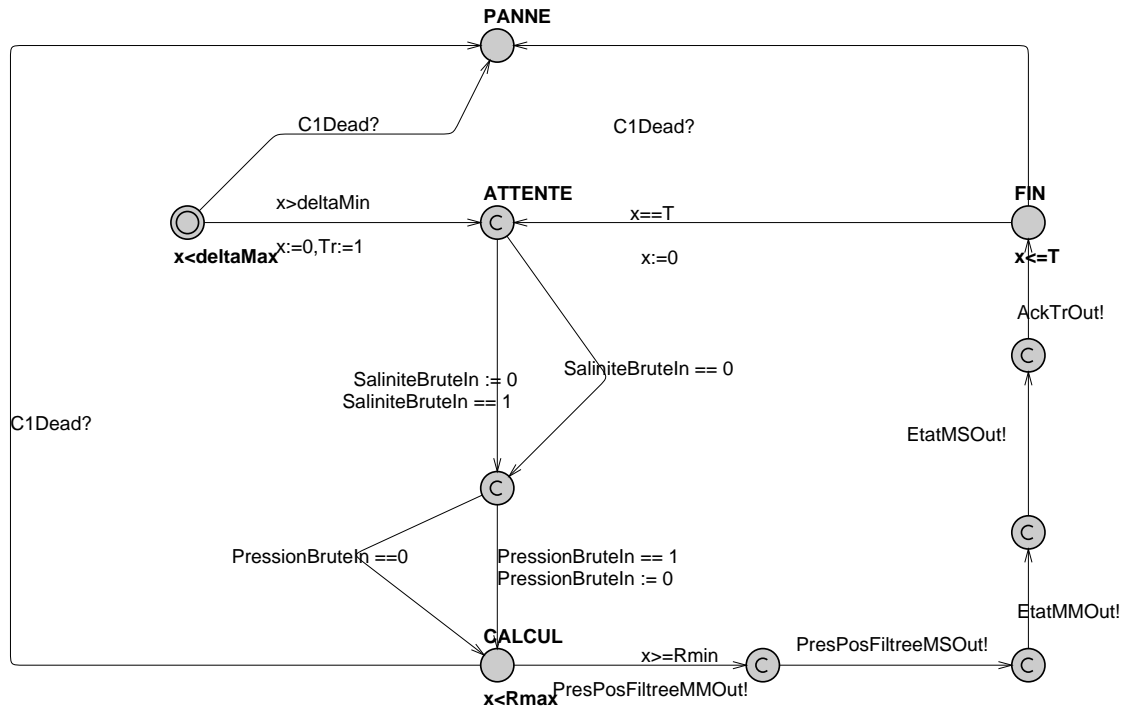 PANNE
C1Dead?
C1Dead?
x>deltaMin
ATTENTE
x==T
FIN
x<deltaMax
x:=0,Tr:=1
x:=0
x<=T
AckTrOut!
SaliniteBruteIn == 0
SaliniteBruteIn := 0
SaliniteBruteIn == 1
C1Dead?
EtatMSOut!
C
C
C
C
C
C
PressionBruteIn ==0
PressionBruteIn == 1
PressionBruteIn := 0
EtatMMOut!
CALCUL
x>=Rmin
PresPosFiltreeMSOut!
x<Rmax
PresPosFiltreeMMOut!